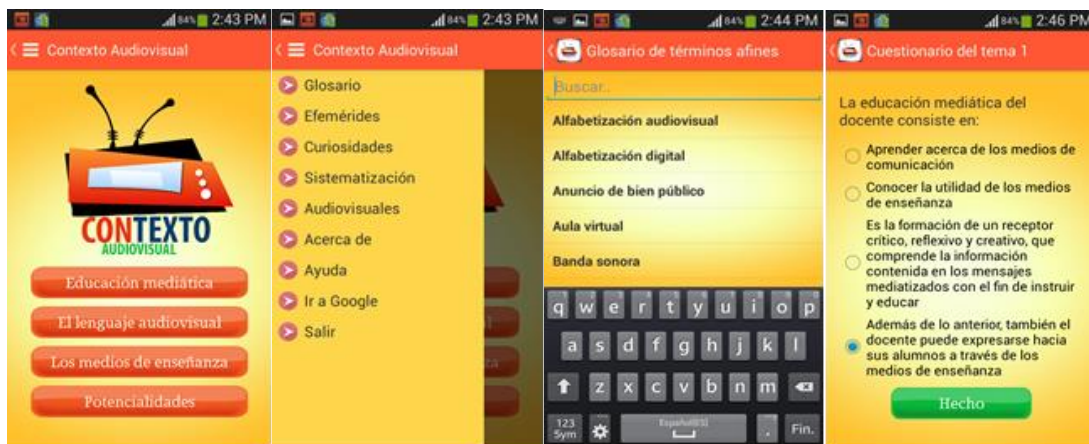 84% 2:43 PM
Contexto Audiovisual
CONTEXTO
AUDIOVISUAL
Educación mediática
El lenguaje audiovisual
Los medios de enseñanza
Potencialidades
84% 2:43 PM
Contexto Audiovisual
Glosario
Efemérides
Curiosidades
Sistematización
Audiovisuales
Acerca de
Ayuda
Ir a Google
Salir
84% 2:44 PM
Glosario de términos afines
Buscar..
Alfabetización audiovisual
Alfabetización digital
Anuncio de bien público
Aula virtual
Banda sonora
q w e r t y u i o p
a s d f g h j k l
z x c v b n m
123
Sym
Español(ES)
. Fin.
84% 2:46 PM
Cuestionario del tema 1
La educación mediática del
docente consiste en:
Aprender acerca de los medios de
comunicación
Conocer la utilidad de los medios
de enseñanza
Es la formación de un receptor
crítico, reflexivo y creativo, que
comprende la información
contenida en los mensajes
mediatizados con el fin de instruir
y educar
Además de lo anterior, también el
docente puede expresarse hacia
sus alumnos a través de los
medios de enseñanza
Hecho